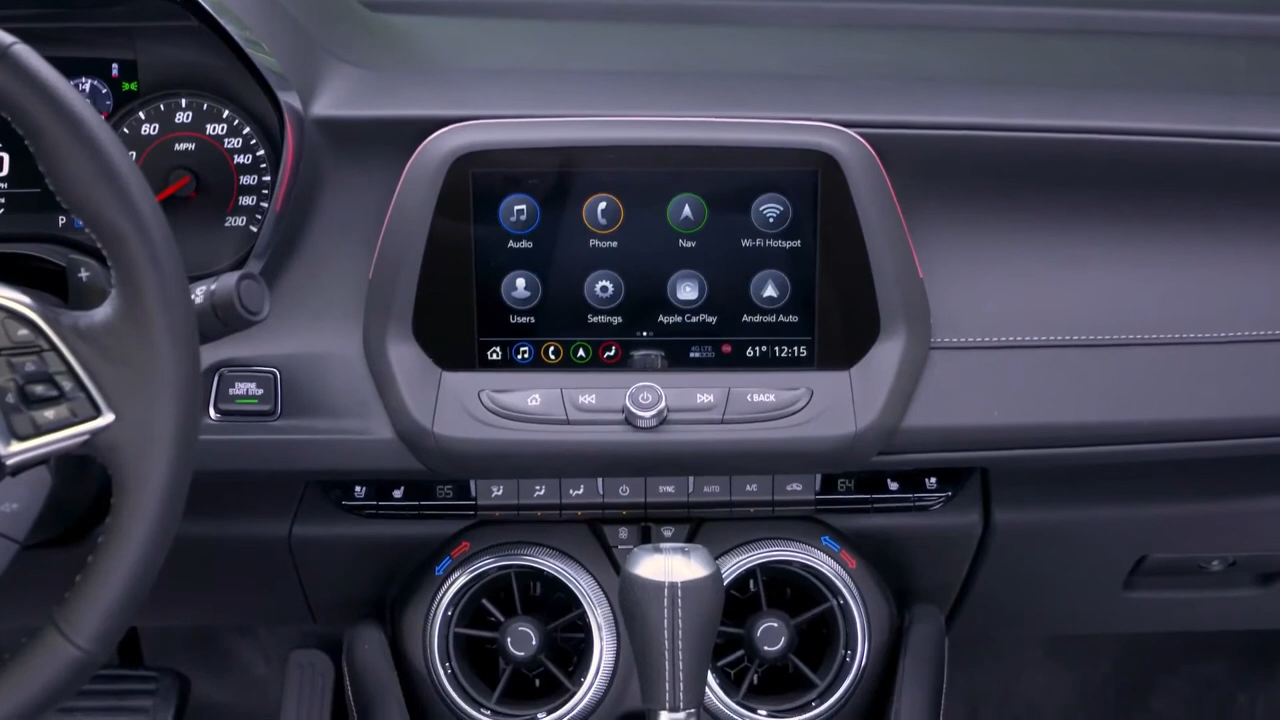 14
60 80 100 120 140 160 180 200
MPH
P
ENGINE
START STOP
Audio Phone Nav Wi-Fi Hotspot
Users Settings Apple CarPlay Android Auto
4G LTE 61° 12:15
BACK
65 SYNC AUTO A/C 64